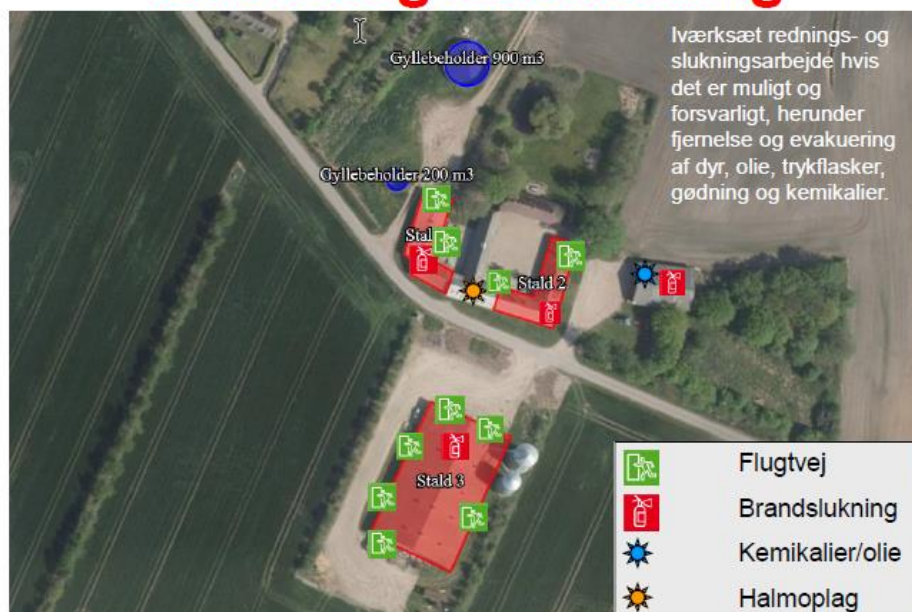 Iværksæt rednings- og
slukningsarbejde hvis
det er muligt og
forsvarligt, herunder
fjernelse og evakuering
af dyr, olie, trykflasker,
gødning og kemikalier.
Gyllebeholder 900 m3
Gyllebeholder 200 m3
Stald 2
Stald 3
Flugtvej
Brandslukning
Kemikalier/olie
Halmoplag